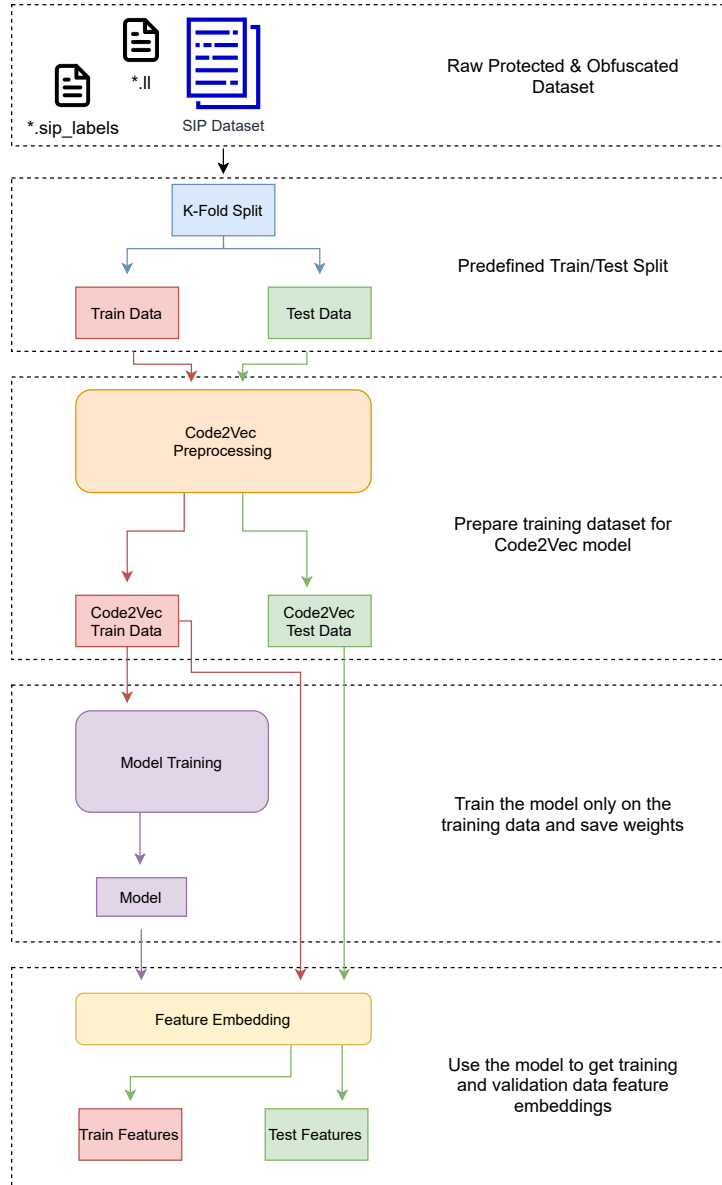 *.ll
*.sip_labels
SIP Dataset
Raw Protected & Obfuscated
Dataset
K-Fold Split
Train Data
Test Data
Predefined Train/Test Split
Code2Vec
Preprocessing
Code2Vec
Train Data
Code2Vec
Test Data
Prepare training dataset for
Code2Vec model
Model Training
Model
Train the model only on the
training data and save weights
Feature Embedding
Train Features
Test Features
Use the model to get training
and validation data feature
embeddings